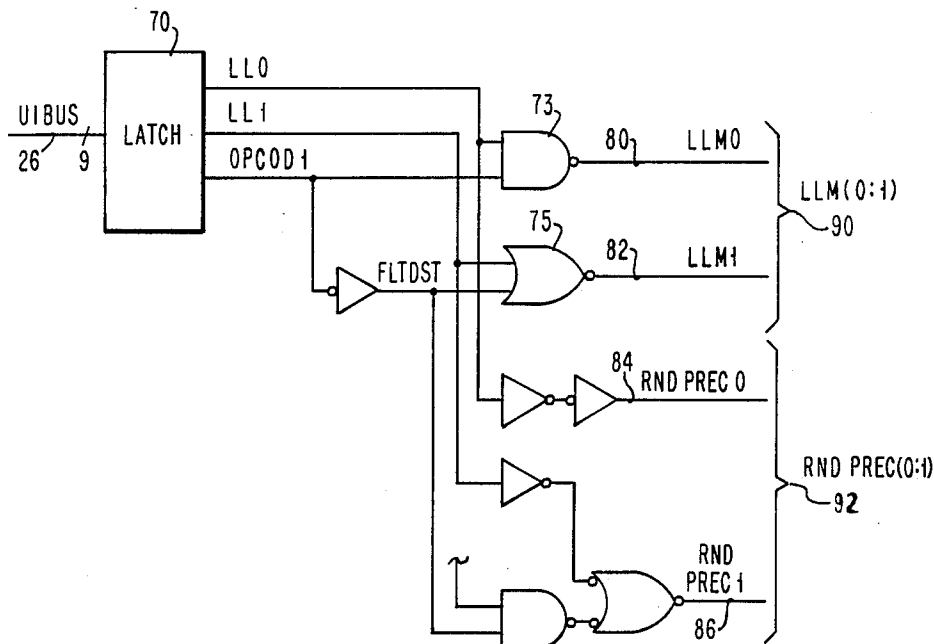 70
UIBUS
26
9
LATCH
LL0
LL1
OPCOD1
FLTDST
73
80
LLM0
75
82
LLM1
LLM(0:1)
90
84
RND PREC 0
RND PREC(0:1)
92
RND
PREC 1
86